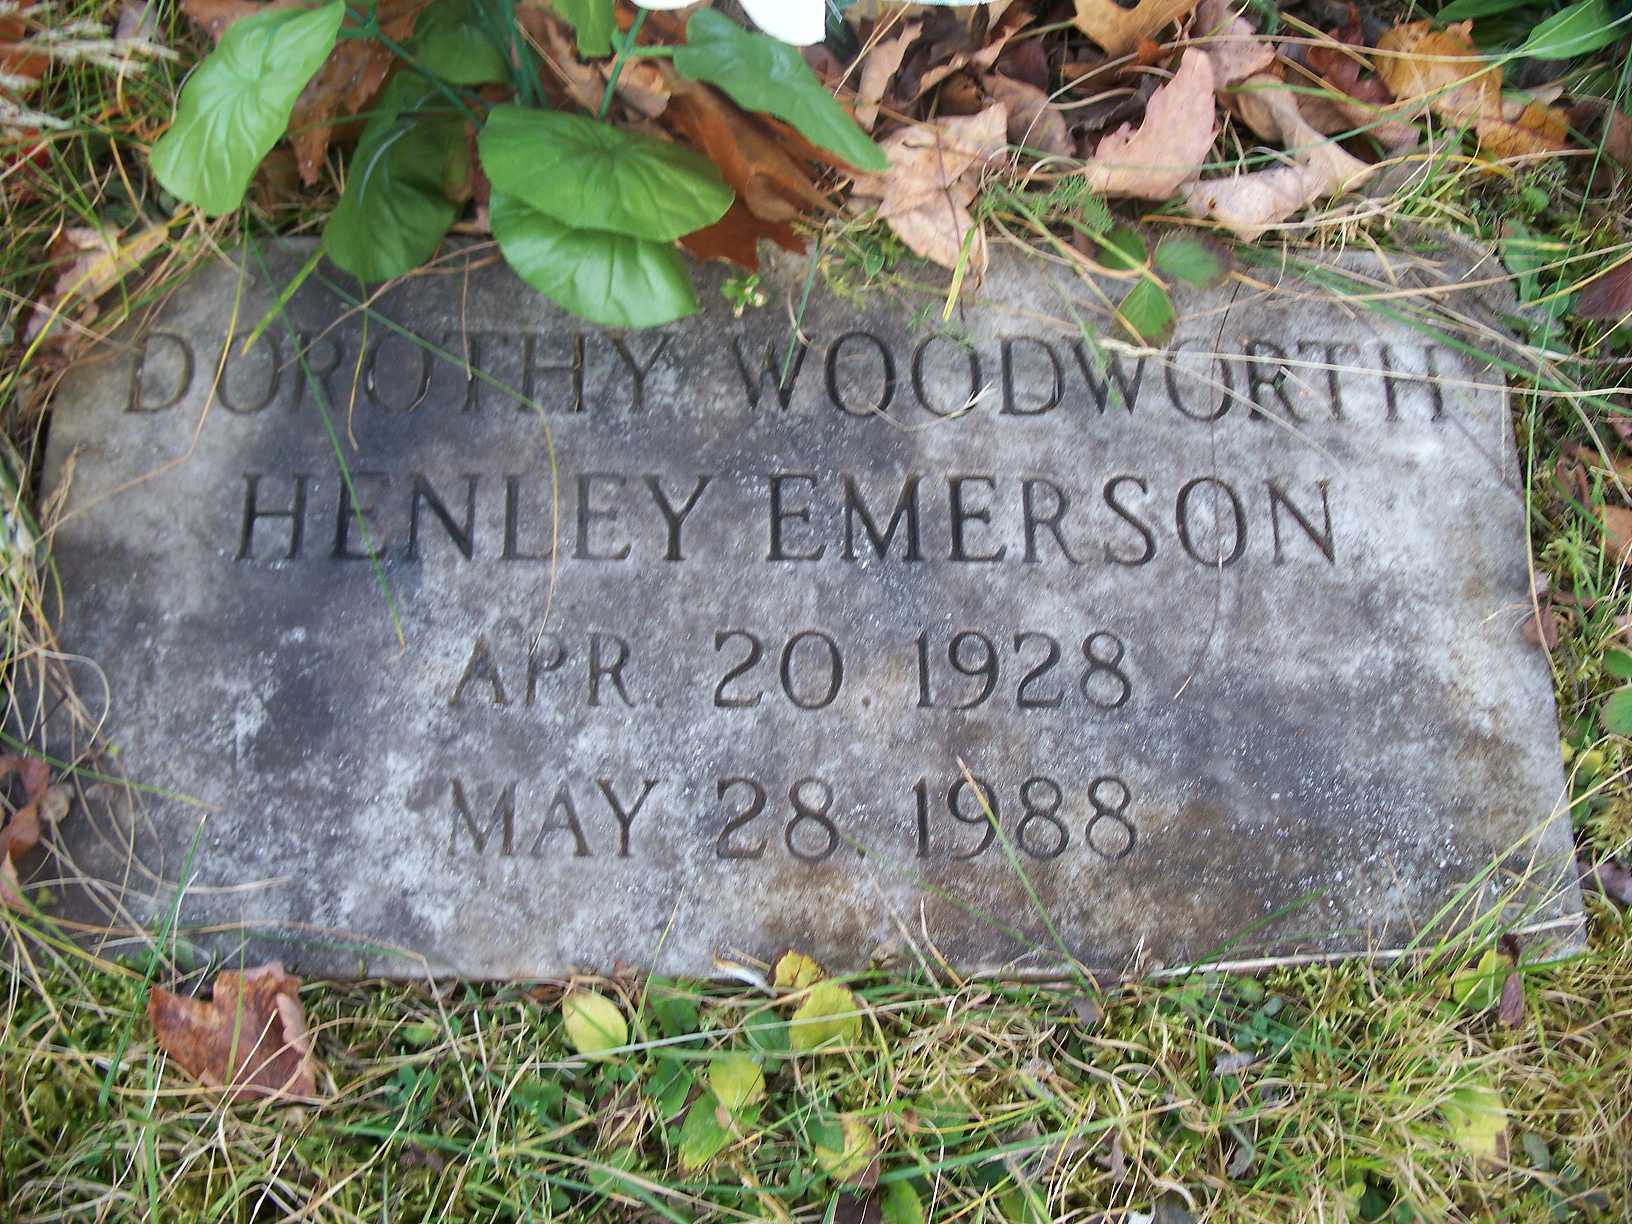 DOROTHY WOODWORTH
HENLEY EMERSON
APR. 20. 1928
MAY 28. 1988